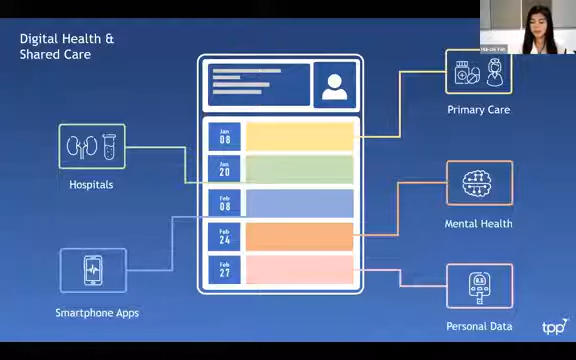 Digital Health &
Shared Care
Primary Care
Jan
08
Jan
20
Hospitals
Feb
08
Mental Health
Feb
24
Feb
27
Smartphone Apps
Personal Data
tpp